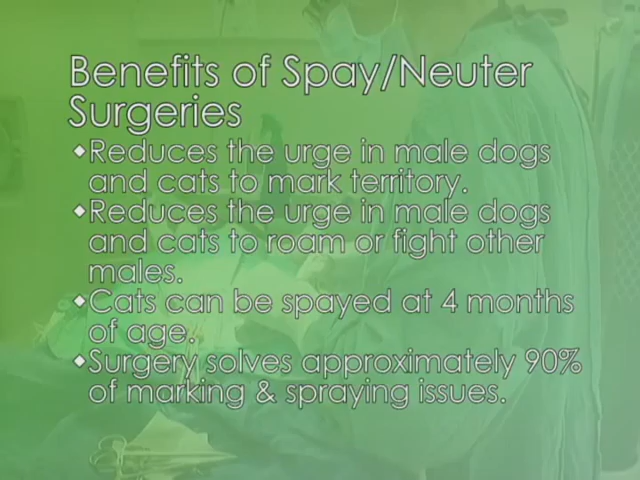 Benefits of Spay/Neuter
Surgeries
◆Reduces the urge in male dogs
and cats to mark territory.
◆Reduces the urge in male dogs
and cats to roam or fight other
males.
◆Cats can be spayed at 4 months
of age.
◆Surgery solves approximately 90%
of marking & spraying issues.